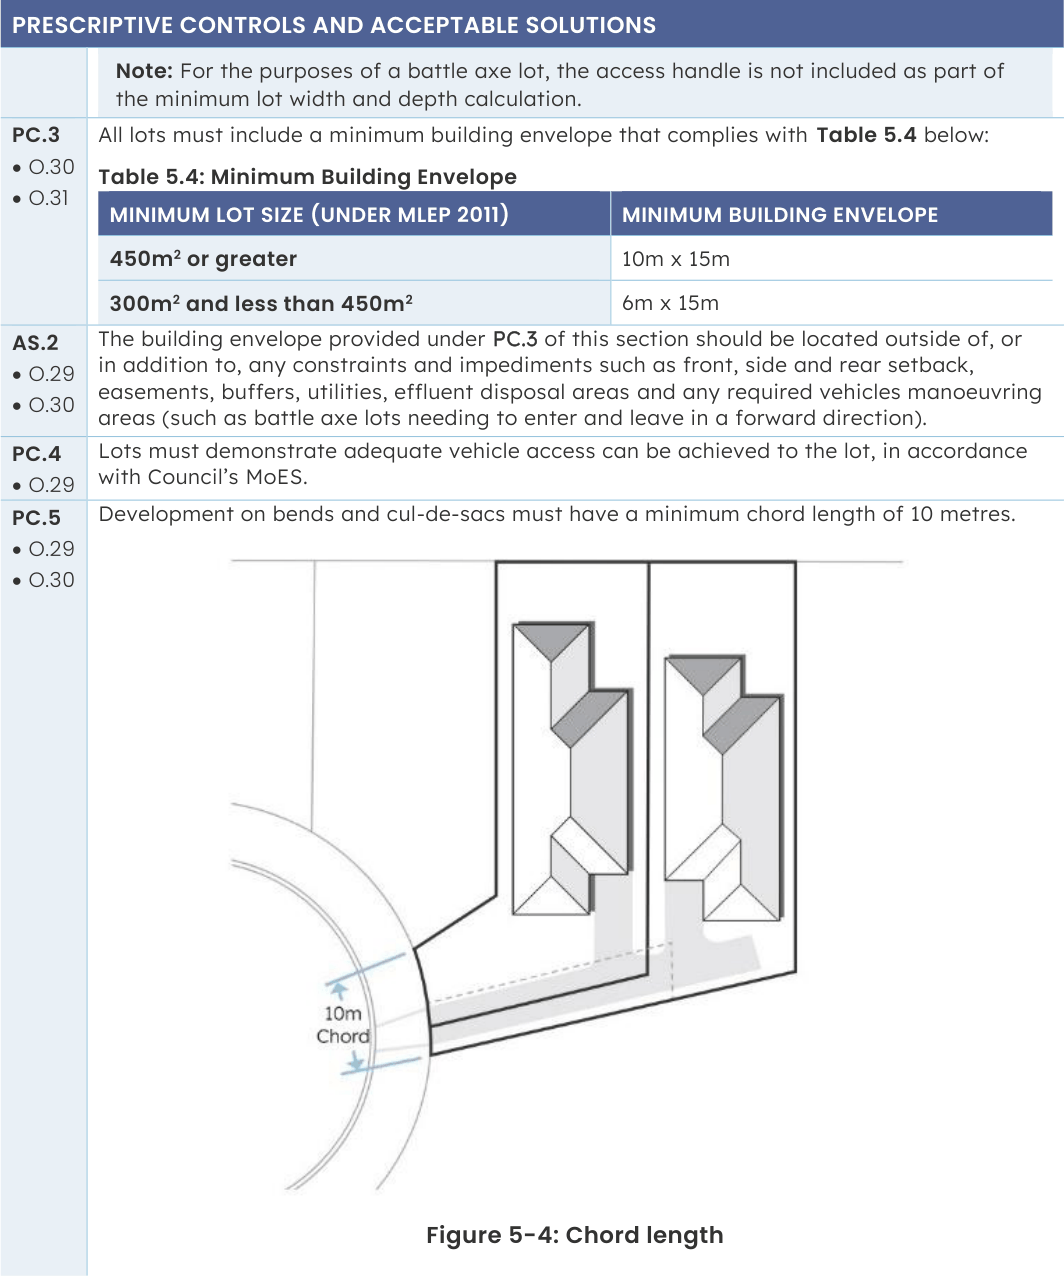 PRESCRIPTIVE CONTROLS AND ACCEPTABLE SOLUTIONS
Note: For the purposes of a battle axe lot, the access handle is not included as part of
the minimum lot width and depth calculation.
PC.3
• O.30
• O.31
All lots must include a minimum building envelope that complies with Table 5.4 below:
Table 5.4: Minimum Building Envelope
MINIMUM LOT SIZE (UNDER MLEP 2011)
MINIMUM BUILDING ENVELOPE
450m² or greater
10m x 15m
300m² and less than 450m²
6m x 15m
AS.2
• O.29
• O.30
The building envelope provided under PC.3 of this section should be located outside of, or
in addition to, any constraints and impediments such as front, side and rear setback,
easements, buffers, utilities, effluent disposal areas and any required vehicles manoeuvring
areas (such as battle axe lots needing to enter and leave in a forward direction).
PC.4
• O.29
Lots must demonstrate adequate vehicle access can be achieved to the lot, in accordance
with Council's MoES.
PC.5
• O.29
• O.30
Development on bends and cul-de-sacs must have a minimum chord length of 10 metres.
10m
Chord
Figure 5-4: Chord length